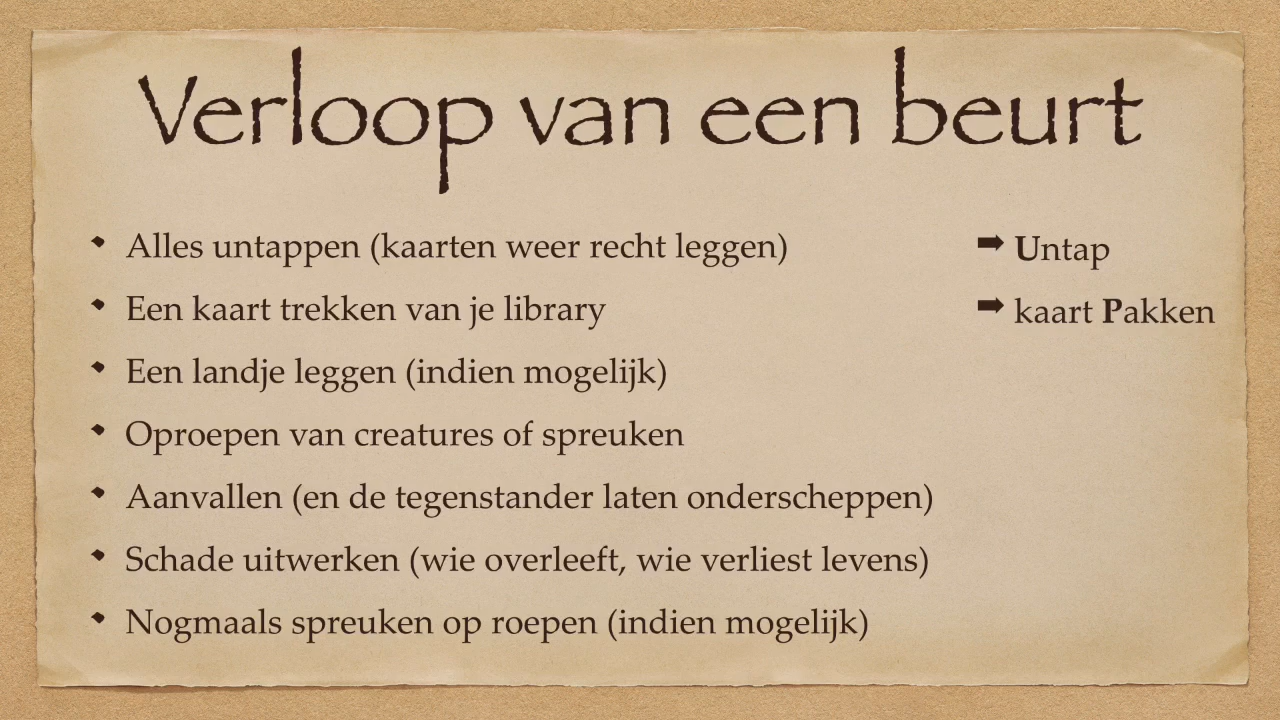 Verloop van een beurt
Alles untappen (kaarten weer recht leggen)
Een kaart trekken van je library
Een landje leggen (indien mogelijk)
Oproepen van creatures of spreuken
Aanvallen (en de tegenstander laten onderscheppen)
Schade uitwerken (wie overleeft, wie verliest levens)
Nogmaals spreuken op roepen (indien mogelijk)
Untap
kaart Pakken